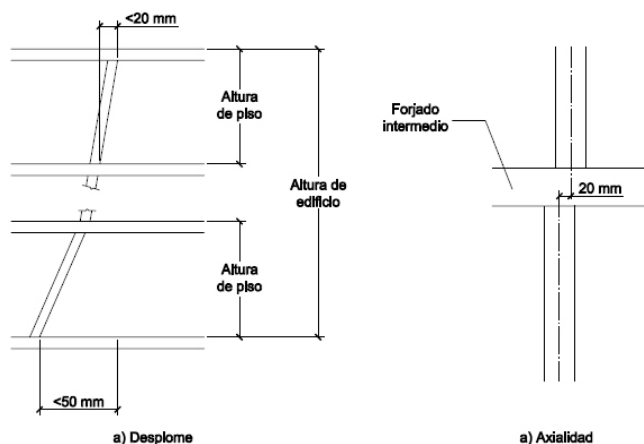 <20 mm
Altura
de piso
Altura de
edificio
Altura
de piso
<50 mm
a) Desplome
Forjado
intermedio
20 mm
a) Axialidad